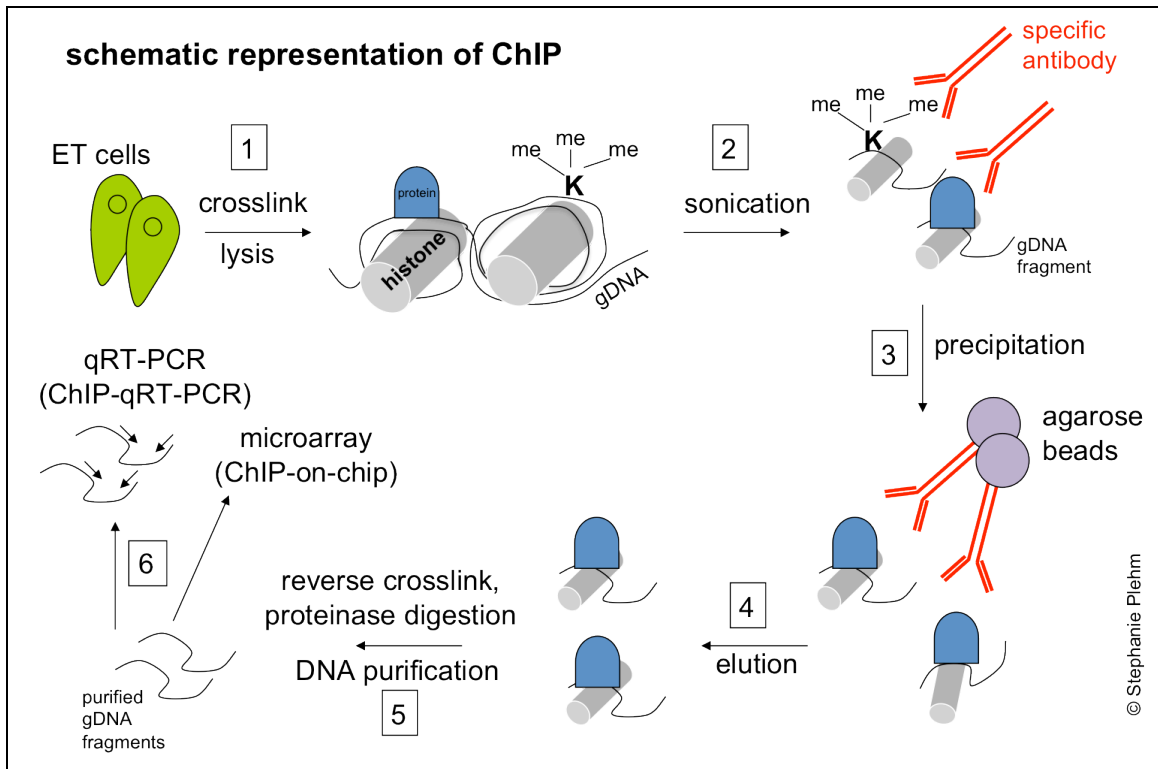 schematic representation of ChIP
specific
antibody
ET cells
1
crosslink
lysis
protein
histone
me
me
me
K
gDNA
2
sonication
me
me
me
K
gDNA
fragment
3
precipitation
agarose
beads
4
elution
reverse crosslink,
proteinase digestion
DNA purification
5
purified
gDNA
fragments
6
qRT-PCR
(ChIP-qRT-PCR)
microarray
(ChIP-on-chip)
© Stephanie Plehm